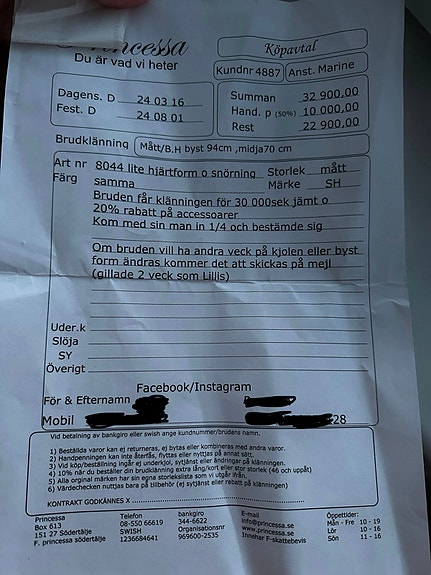 Princessa
Du är vad vi heter
Köpavtal
Kundnr 4887
Anst. Marine
Dagens. D 24 03 16
Fest. D 24 08 01
Summan 32 900,00
Hand. p (50%) 10 000,00
Rest 22 900,00
Brudklänning Mått/B.H byst 94cm ,midja70 cm
Art nr 8044 lite hjärtform o snörning Storlek mått
Färg samma Märke SH
Bruden får klänningen för 30 000sek jämt o
20% rabatt på accessoarer
Kom med sin man in 1/4 och bestämde sig
Om bruden vill ha andra veck på kjolen eller byst
form ändras kommer det att skickas på mejl
(gillade 2 veck som Lillis)
Uder.k
Slöja
SY
Överigt
Facebook/Instagram
För & Efternamn
Mobil 28
Vid betalning av bankgiro eller swish ange kundnummer/brudens namn.
1) Beställda varor kan ej returneras, ej bytas eller kombineras med andra varor.
2) Handpenningen kan inte återfås, flyttas eller nyttjas på annat sätt.
3) Vid köp/beställning ingår ej underkjol, sytjänst eller ändringar på klänningen.
4) 10% när du beställer din brudklänning extra lång/kort eller stor storlek (46 och uppåt)
5) Alla orginal märken har sin egna storlekslista som vi utgår ifrån.
6) Värdechecken nuttjas bara på tillbehör (ej sytjänst eller rabatt på klänningen)
KONTRAKT GODKÄNNES X
Princessa
Box 613
151 27 Södertälje
F. princessa södertälje
Telefon
08-550 66619
SWISH
1236684641
bankgiro
344-6622
Organisationsnr
969600-2535
E-mail
info@princessa.se
www.princessa.se
Innehar F-skattebevis
Öppettider:
Mån - Fre 10 - 19
Lör 10 - 16
Sön 11 - 16